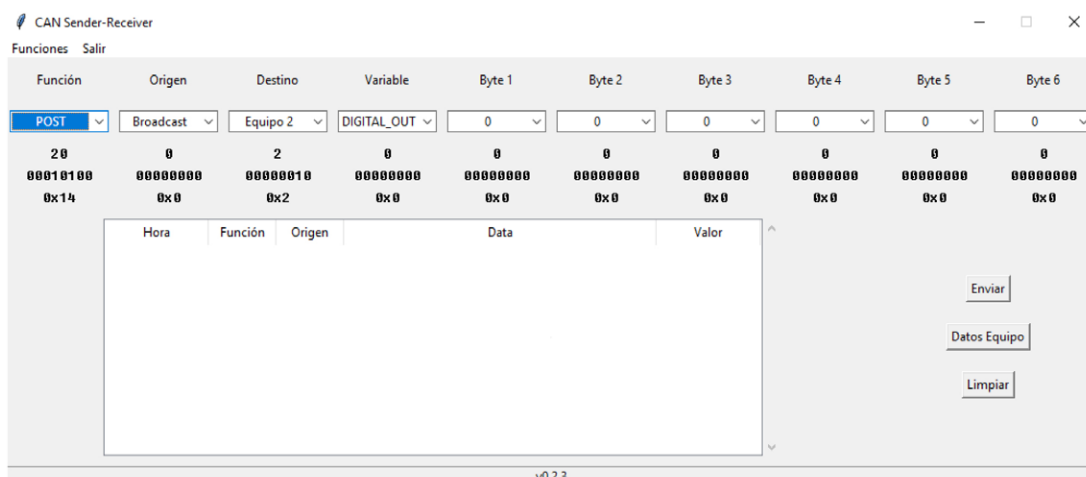 CAN Sender-Receiver
Funciones Salir
Función Origen Destino Variable Byte 1 Byte 2 Byte 3 Byte 4 Byte 5 Byte 6
POST Broadcast Equipo 2 DIGITAL_OUT 0 0 0 0 0 0
20 0 2 0 0 0 0 0 0 0
00010100 00000000 00000010 00000000 00000000 00000000 00000000 00000000 00000000 00000000
0x14 0x0 0x2 0x0 0x0 0x0 0x0 0x0 0x0 0x0
Hora Función Origen Data Valor
Enviar
Datos Equipo
Limpiar
v0.2.3